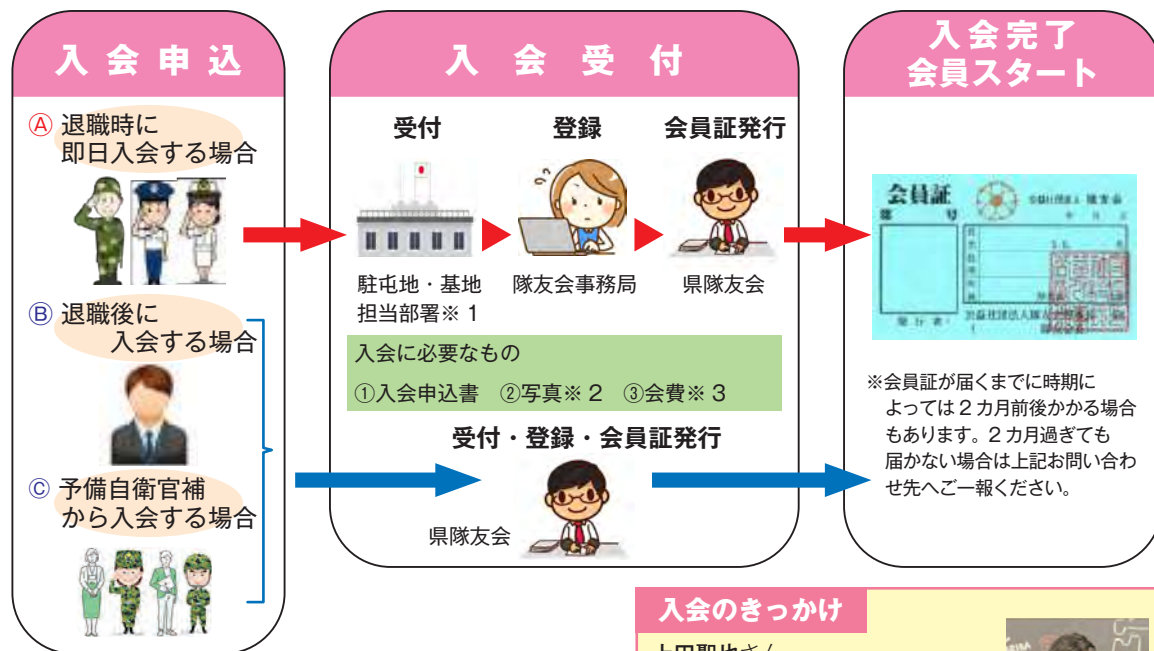 入会申込
Ⓐ 退職時に
即日入会する場合
Ⓑ 退職後に
入会する場合
Ⓒ 予備自衛官補
から入会する場合
入会受付
受付
登録
会員証発行
駐屯地・基地
担当部署※1
隊友会事務局
県隊友会
入会に必要なもの
①入会申込書 ②写真※2 ③会費※3
受付・登録・会員証発行
県隊友会
入会完了
会員スタート
会員証
※会員証が届くまでに時期に
よっては2カ月前後かかる場合
もあります。2カ月過ぎても
届かない場合は上記お問い合わ
せ先へご一報ください。
入会のきっかけ